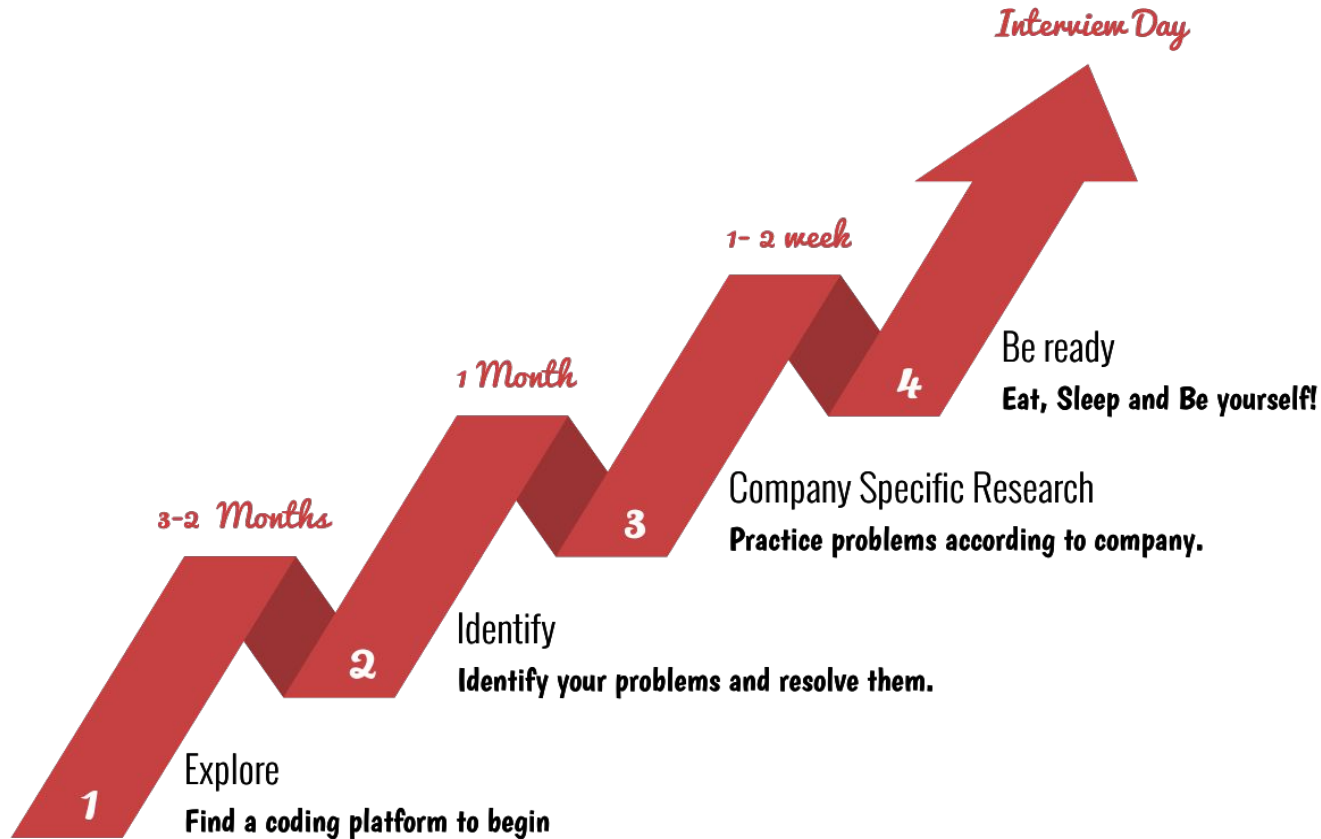 Interview Day
1- 2 week
4
Be ready
Eat, Sleep and Be yourself!
1 Month
3
Company Specific Research
Practice problems according to company.
3-2 Months
2
Identify
Identify your problems and resolve them.
1
Explore
Find a coding platform to begin